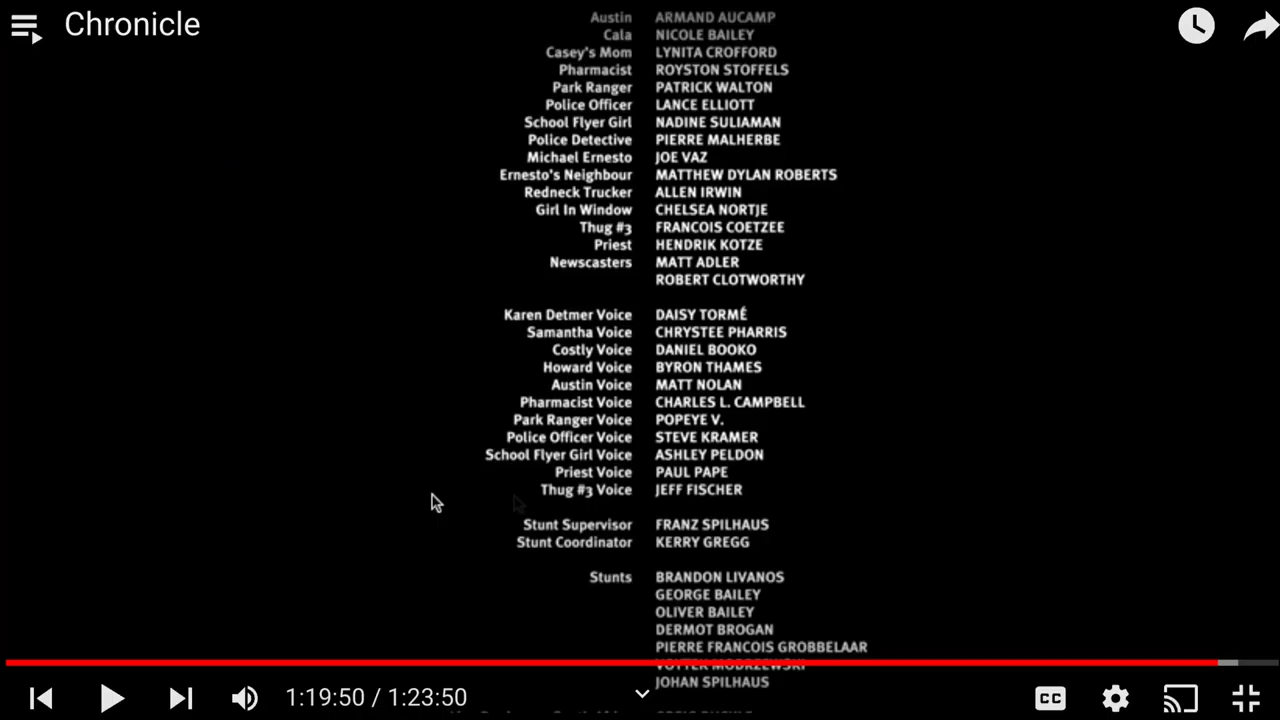 Chronicle
Austin ARMAND AUCAMP
Cala NICOLE BAILEY
Casey's Mom LYNITA CROFFORD
Pharmacist ROYSTON STOFFELS
Park Ranger PATRICK WALTON
Police Officer LANCE ELLIOTT
School Flyer Girl NADINE SULIAMAN
Police Detective PIERRE MALHERBE
Michael Ernesto JOE VAZ
Ernesto's Neighbour MATTHEW DYLAN ROBERTS
Redneck Trucker ALLEN IRWIN
Girl In Window CHELSEA NORTJE
Thug #3 FRANCOIS COETZEE
Priest HENDRIK KOTZE
Newscasters MATT ADLER
ROBERT CLOTWORTHY
Karen Detmer Voice DAISY TORMÉ
Samantha Voice CHRYSTEE PHARRIS
Costly Voice DANIEL BOOKO
Howard Voice BYRON THAMES
Austin Voice MATT NOLAN
Pharmacist Voice CHARLES L. CAMPBELL
Park Ranger Voice POPEYE V.
Police Officer Voice STEVE KRAMER
School Flyer Girl Voice ASHLEY PELDON
Priest Voice PAUL PAPE
Thug #3 Voice JEFF FISCHER
Stunt Supervisor FRANZ SPILHAUS
Stunt Coordinator KERRY GREGG
Stunts BRANDON LIVANOS
GEORGE BAILEY
OLIVER BAILEY
DERMOT BROGAN
PIERRE FRANCOIS GROBBELAAR
JOHAN SPILHAUS
1:19:50 / 1:23:50
CC